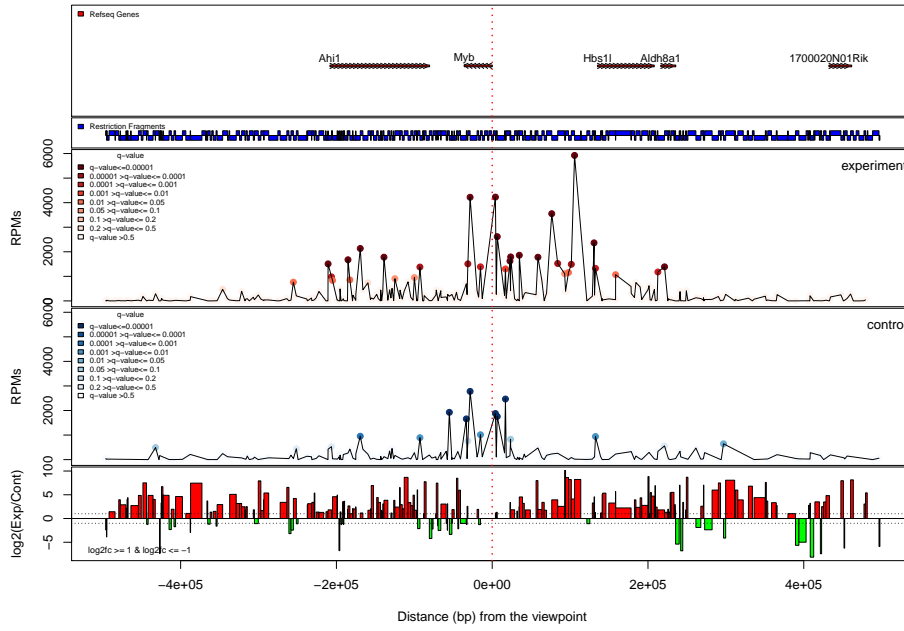 Refseq Genes
Ahi1
Myb
Hbs1l
Aldh8a1
1700020N01Rik
Restriction Fragments
6000
4000
2000
0
RPMs
experiment
q−value
q−value<=0.00001
0.00001 >q−value<= 0.0001
0.0001 >q−value<= 0.001
0.001 >q−value<= 0.01
0.01 >q−value<= 0.05
0.05 >q−value<= 0.1
0.1 >q−value<= 0.2
0.2 >q−value<= 0.5
q−value >0.5
6000
4000
2000
0
RPMs
contro
q−value
q−value<=0.00001
0.00001 >q−value<= 0.0001
0.0001 >q−value<= 0.001
0.001 >q−value<= 0.01
0.01 >q−value<= 0.05
0.05 >q−value<= 0.1
0.1 >q−value<= 0.2
0.2 >q−value<= 0.5
q−value >0.5
10
5
0
−5
log2(Exp/Cont)
log2fc >= 1 & log2fc <= −1
−4e+05
−2e+05
0e+00
2e+05
4e+05
Distance (bp) from the viewpoint